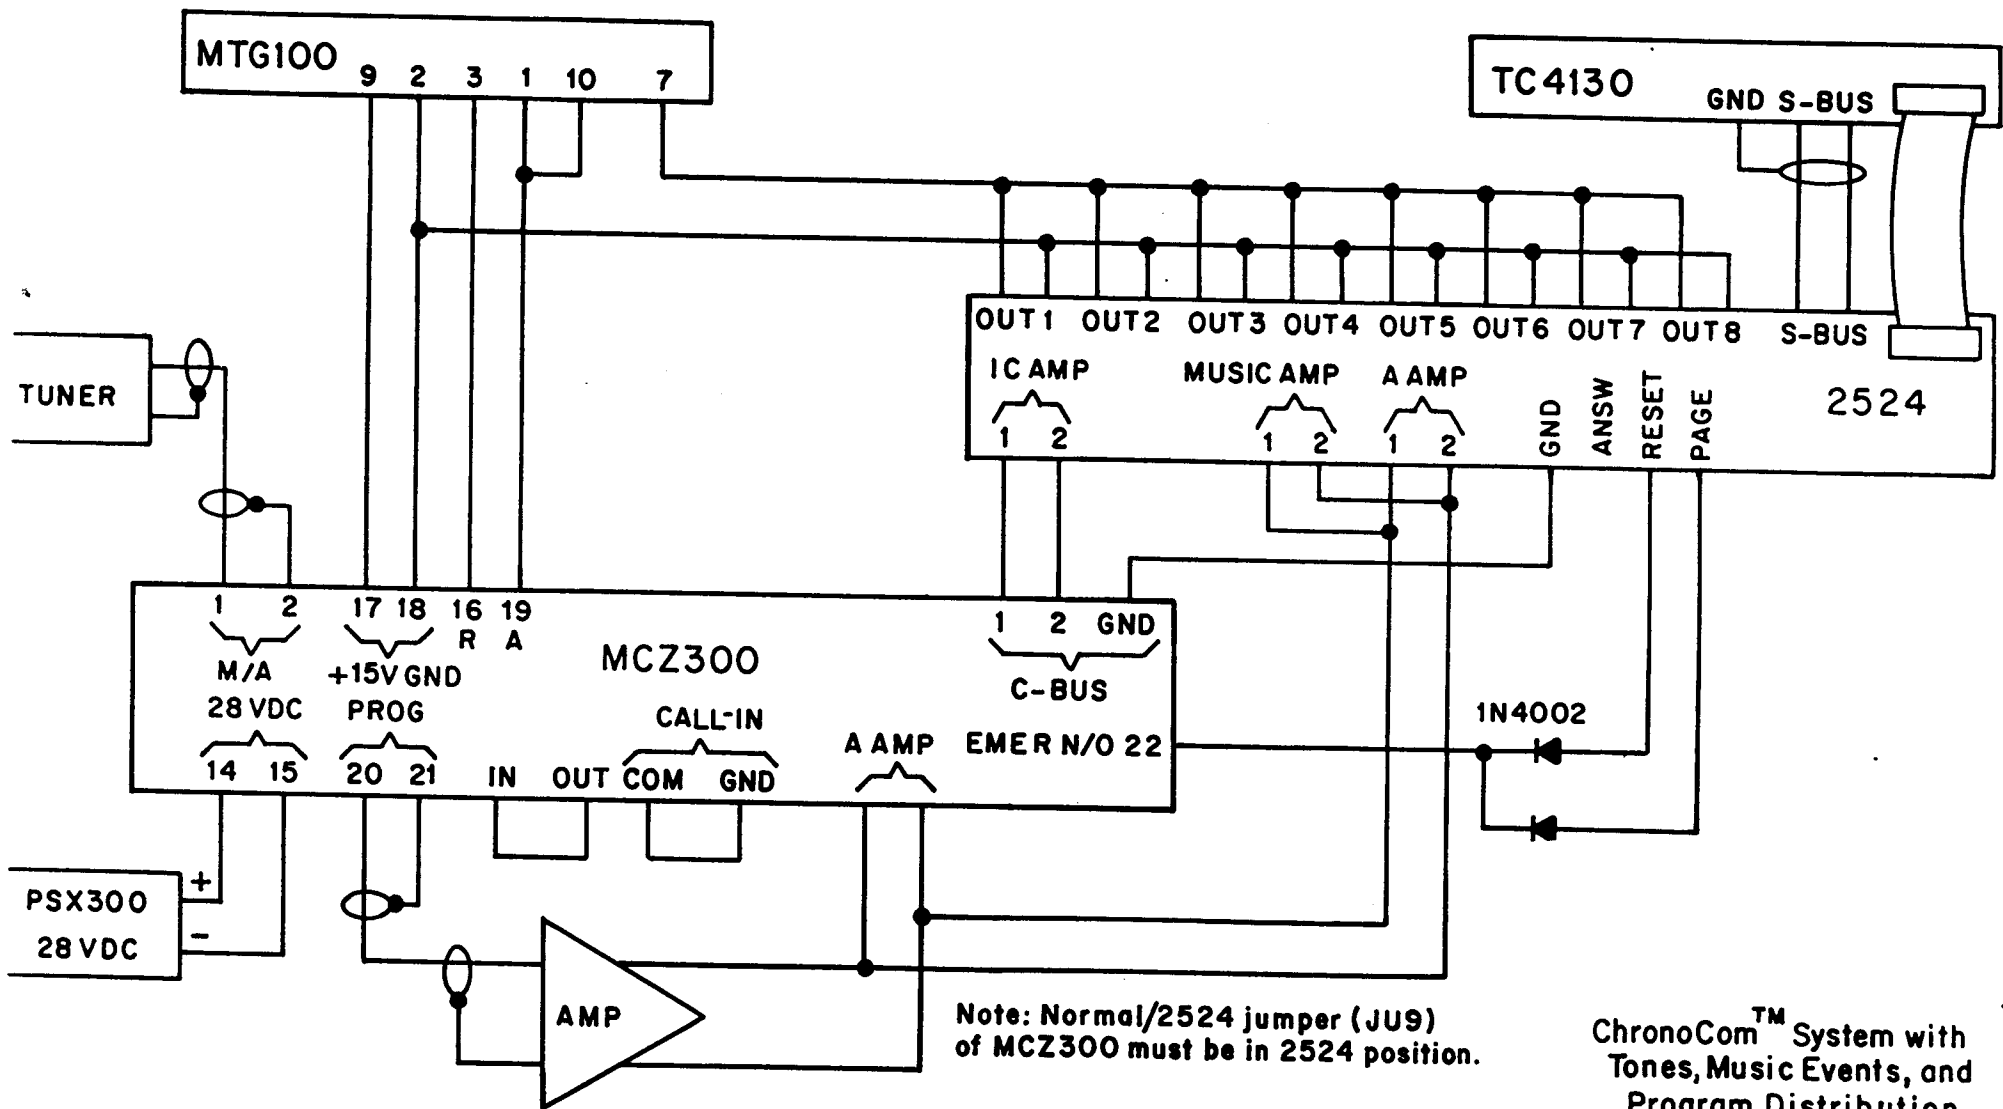 MTG100
9 2 3 1 10 7
TC4130
GND S-BUS
TUNER
OUT1 OUT2 OUT3 OUT4 OUT5 OUT6 OUT7 OUT8 S-BUS
IC AMP MUSIC AMP A AMP
1 2 1 2 1 2
GND
ANSW
RESET
PAGE
2524
1 2 17 18 16 19
R A
M/A +15V GND
MCZ300
1 2 GND
C-BUS
28 VDC PROG
14 15 20 21
IN OUT
CALL-IN
COM GND
A AMP
EMER N/O 22
1N4002
PSX300
28 VDC
+
-
AMP
Note: Normal/2524 jumper (JU9)
of MCZ300 must be in 2524 position.
ChronoCom™ System with
Tones, Music Events, and
Program Distribution